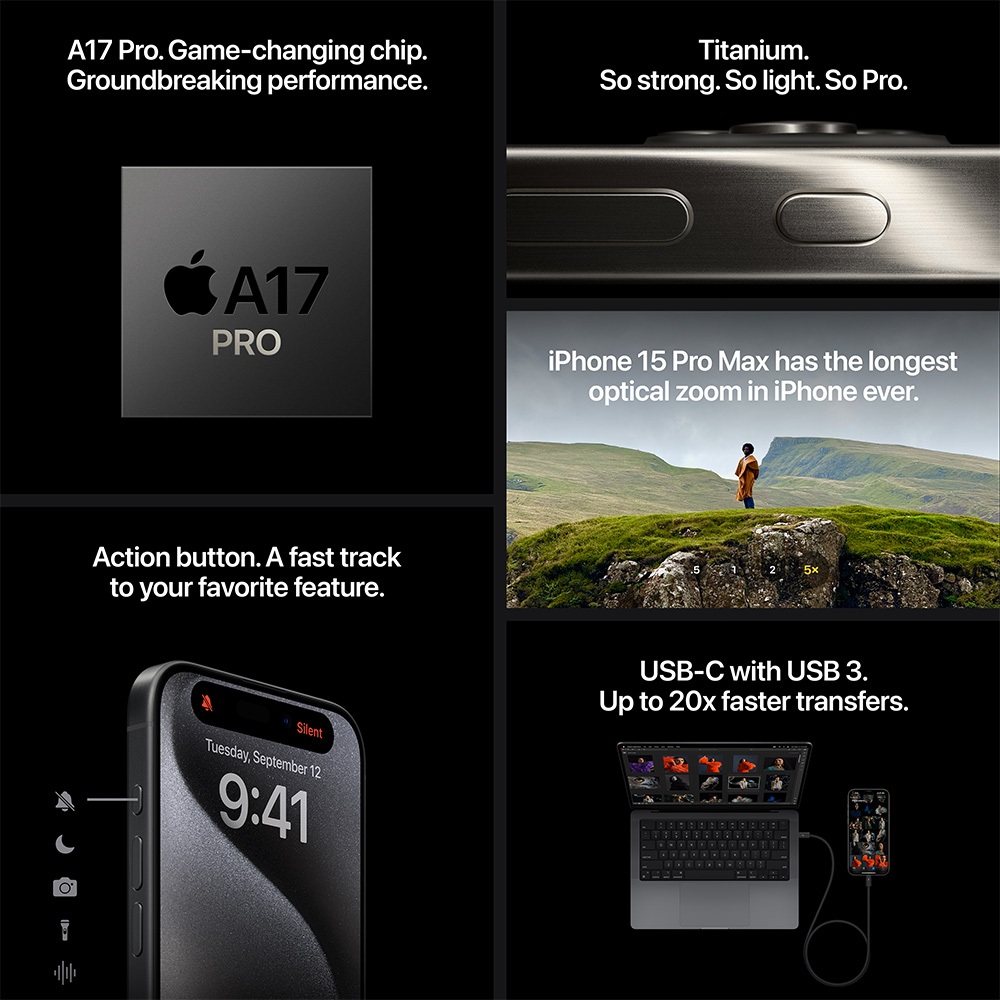 A17 Pro. Game-changing chip.
Groundbreaking performance.
A17
PRO
Titanium.
So strong. So light. So Pro.
iPhone 15 Pro Max has the longest
optical zoom in iPhone ever.
.5 1 2 5×
Action button. A fast track
to your favorite feature.
Silent
Tuesday, September 12
9:41
USB-C with USB 3.
Up to 20x faster transfers.